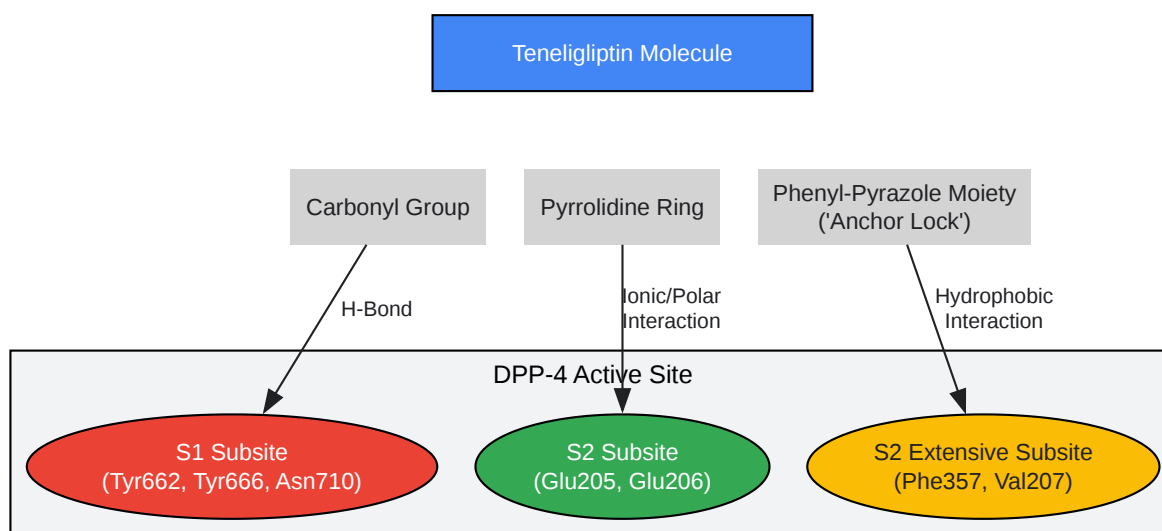 Teneligliptin Molecule
Carbonyl Group
Pyrrolidine Ring
Phenyl-Pyrazole Moiety
('Anchor Lock')
H-Bond
Ionic/Polar
Interaction
Hydrophobic
Interaction
DPP-4 Active Site
S1 Subsite
(Tyr662, Tyr666, Asn710)
S2 Subsite
(Glu205, Glu206)
S2 Extensive Subsite
(Phe357, Val207)